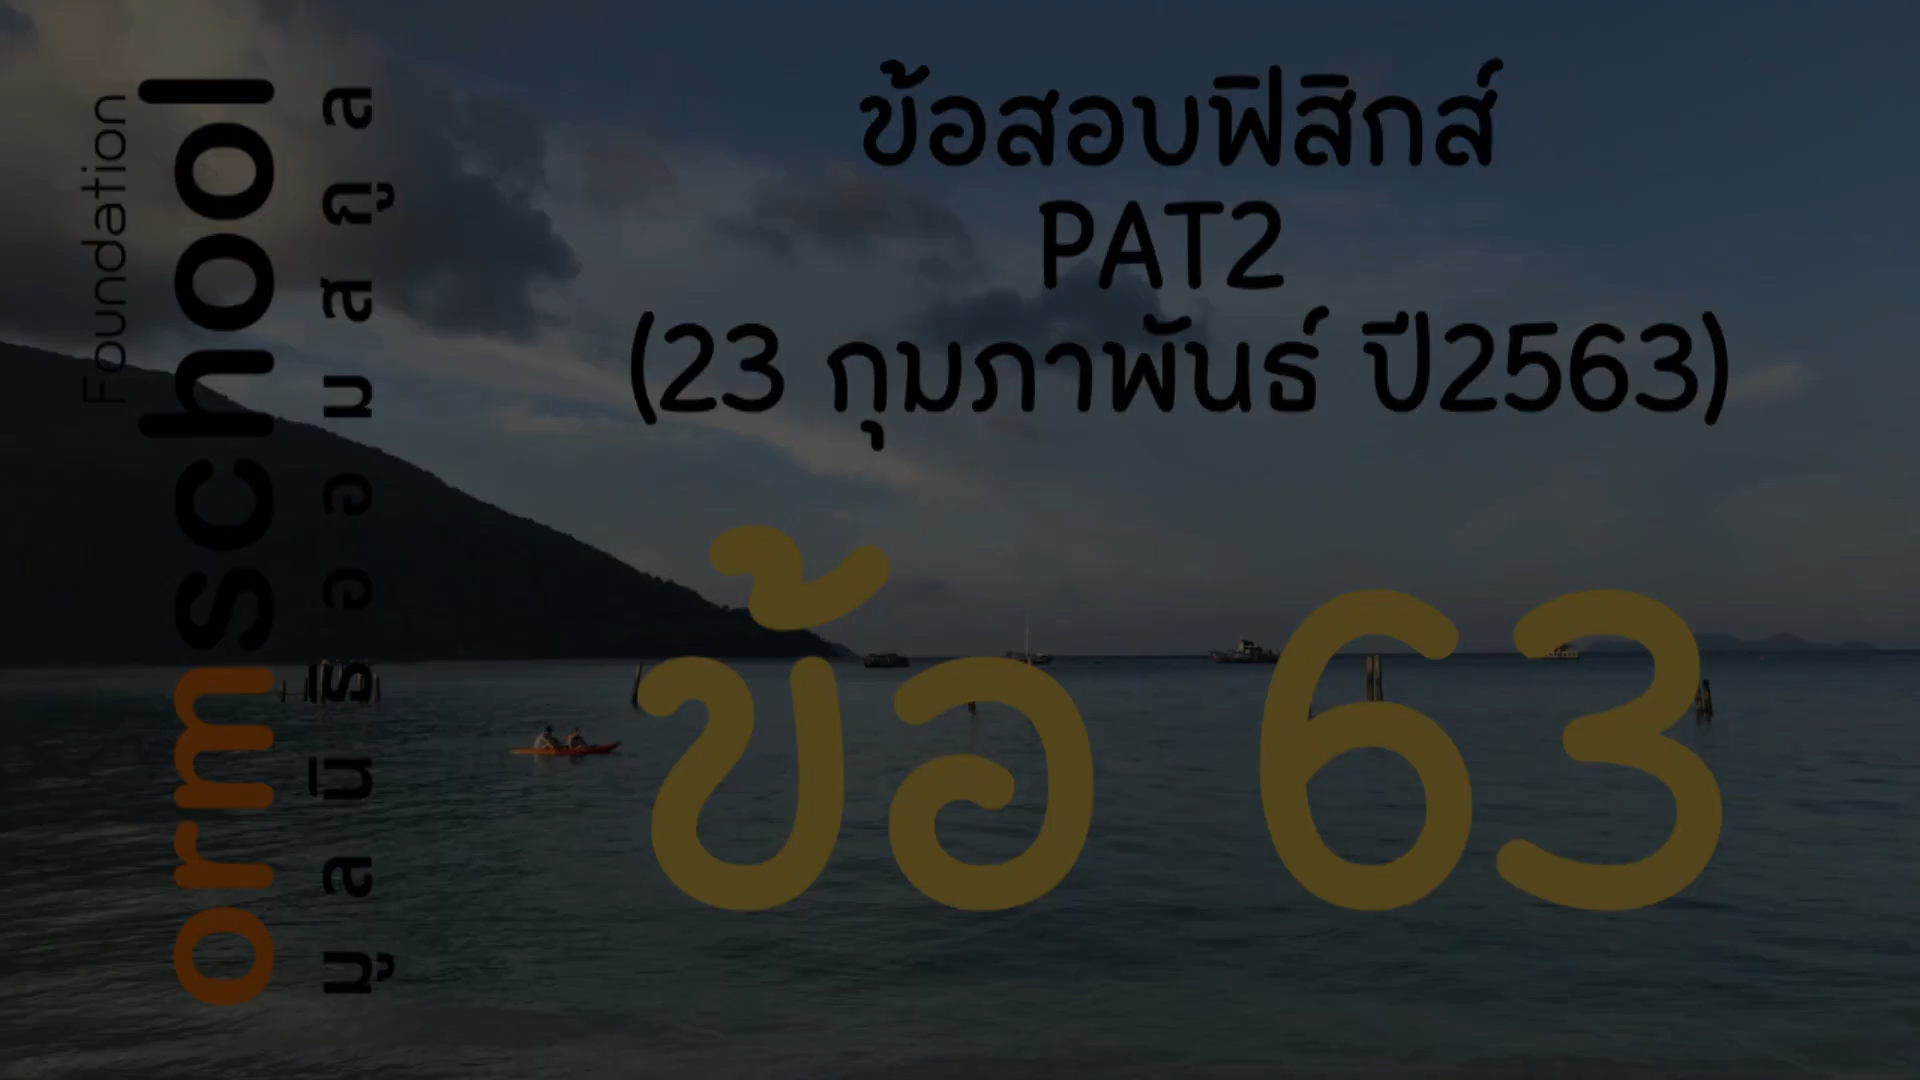 Foundation
ormschool
มูลนิธิออมสกูล
ข้อสอบฟิสิกส์
PAT2
(23 กุมภาพันธ์ ปี2563)
ข้อ 63